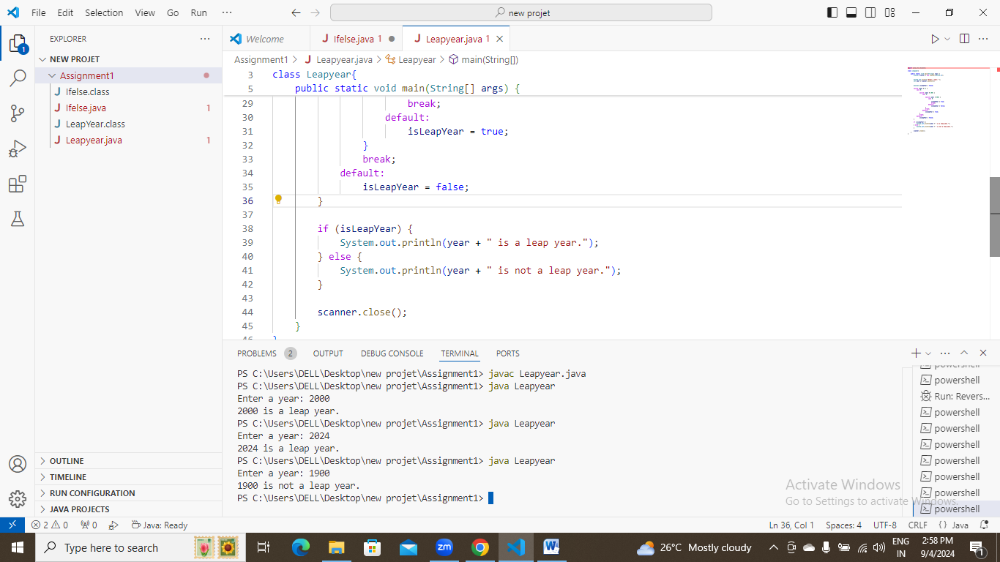 File Edit Selection View Go Run ··· new projet
EXPLORER ···
NEW PROJET
Assignment1
Ifelse.class
Ifelse.java 1
LeapYear.class
Leapyear.java 1
OUTLINE
TIMELINE
RUN CONFIGURATION
JAVA PROJECTS
Welcome Ifelse.java 1 Leapyear.java 1
Assignment1 > Leapyear.java > Leapyear > main(String[])
3 class Leapyear{
5 public static void main(String[] args) {
29 break;
30 default:
31 isLeapYear = true;
32 }
33 break;
34 default:
35 isLeapYear = false;
36 }
37
38 if (isLeapYear) {
39 System.out.println(year + " is a leap year.");
40 } else {
41 System.out.println(year + " is not a leap year.");
42 }
43
44 scanner.close();
45 }
46 }
PROBLEMS 2 OUTPUT DEBUG CONSOLE TERMINAL PORTS
PS C:\Users\DELL\Desktop\new projet\Assignment1> javac Leapyear.java
PS C:\Users\DELL\Desktop\new projet\Assignment1> java Leapyear
Enter a year: 2000
2000 is a leap year.
PS C:\Users\DELL\Desktop\new projet\Assignment1> java Leapyear
Enter a year: 2024
2024 is a leap year.
PS C:\Users\DELL\Desktop\new projet\Assignment1> java Leapyear
Enter a year: 1900
1900 is not a leap year.
PS C:\Users\DELL\Desktop\new projet\Assignment1>
powershell
powershell
Run: Revers...
powershell
powershell
powershell
powershell
powershell
powershell
powershell
Activate Windows
Go to Settings to activate Windows.
2 0 0 Java: Ready Ln 36, Col 1 Spaces: 4 UTF-8 CRLF {} Java
Type here to search 26°C Mostly cloudy ENG IN 2:58 PM 9/4/2024 1